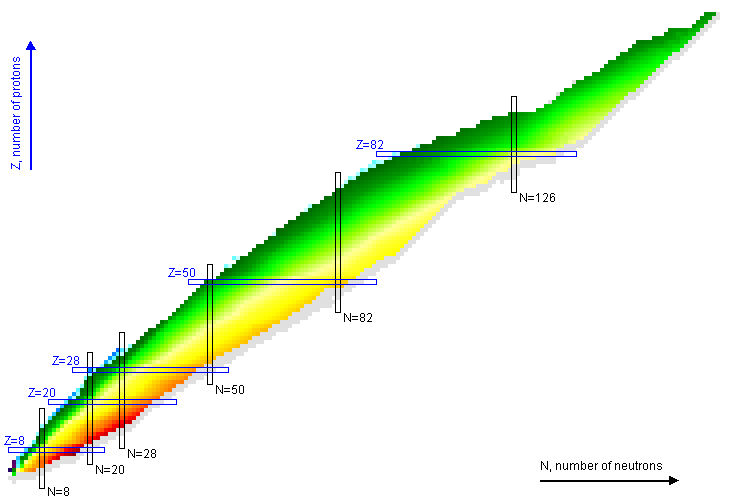 Z, number of protons
Z=82
N=126
Z=50
N=82
Z=28
N=50
Z=20
N=28
Z=8
N=20
N=8
N, number of neutrons